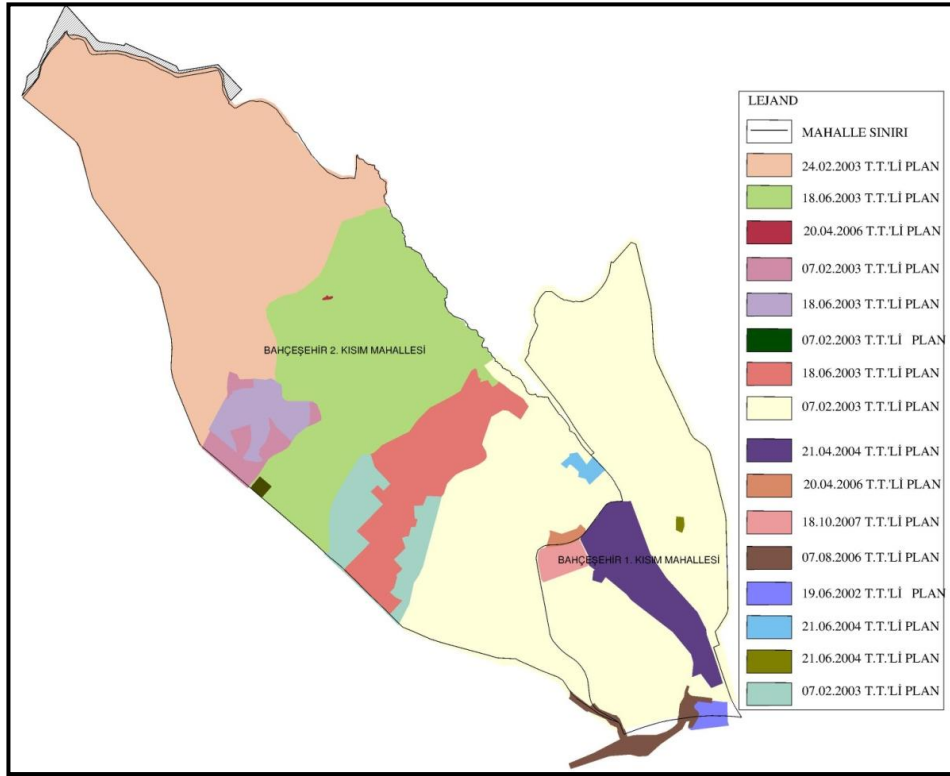 LEJAND
MAHALLE SINIRI
24.02.2003 T.T.'Lİ PLAN
18.06.2003 T.T.'Lİ PLAN
20.04.2006 T.T.'Lİ PLAN
07.02.2003 T.T.'Lİ PLAN
18.06.2003 T.T.'Lİ PLAN
07.02.2003 T.T.'Lİ PLAN
18.06.2003 T.T.'Lİ PLAN
07.02.2003 T.T.'Lİ PLAN
21.04.2004 T.T.'Lİ PLAN
20.04.2006 T.T.'Lİ PLAN
18.10.2007 T.T.'Lİ PLAN
07.08.2006 T.T.'Lİ PLAN
19.06.2002 T.T.'Lİ PLAN
21.06.2004 T.T.'Lİ PLAN
21.06.2004 T.T.'Lİ PLAN
07.02.2003 T.T.'Lİ PLAN
BAHÇEŞEHİR 2. KISIM MAHALLESİ
BAHÇEŞEHİR 1. KISIM MAHALLESİ